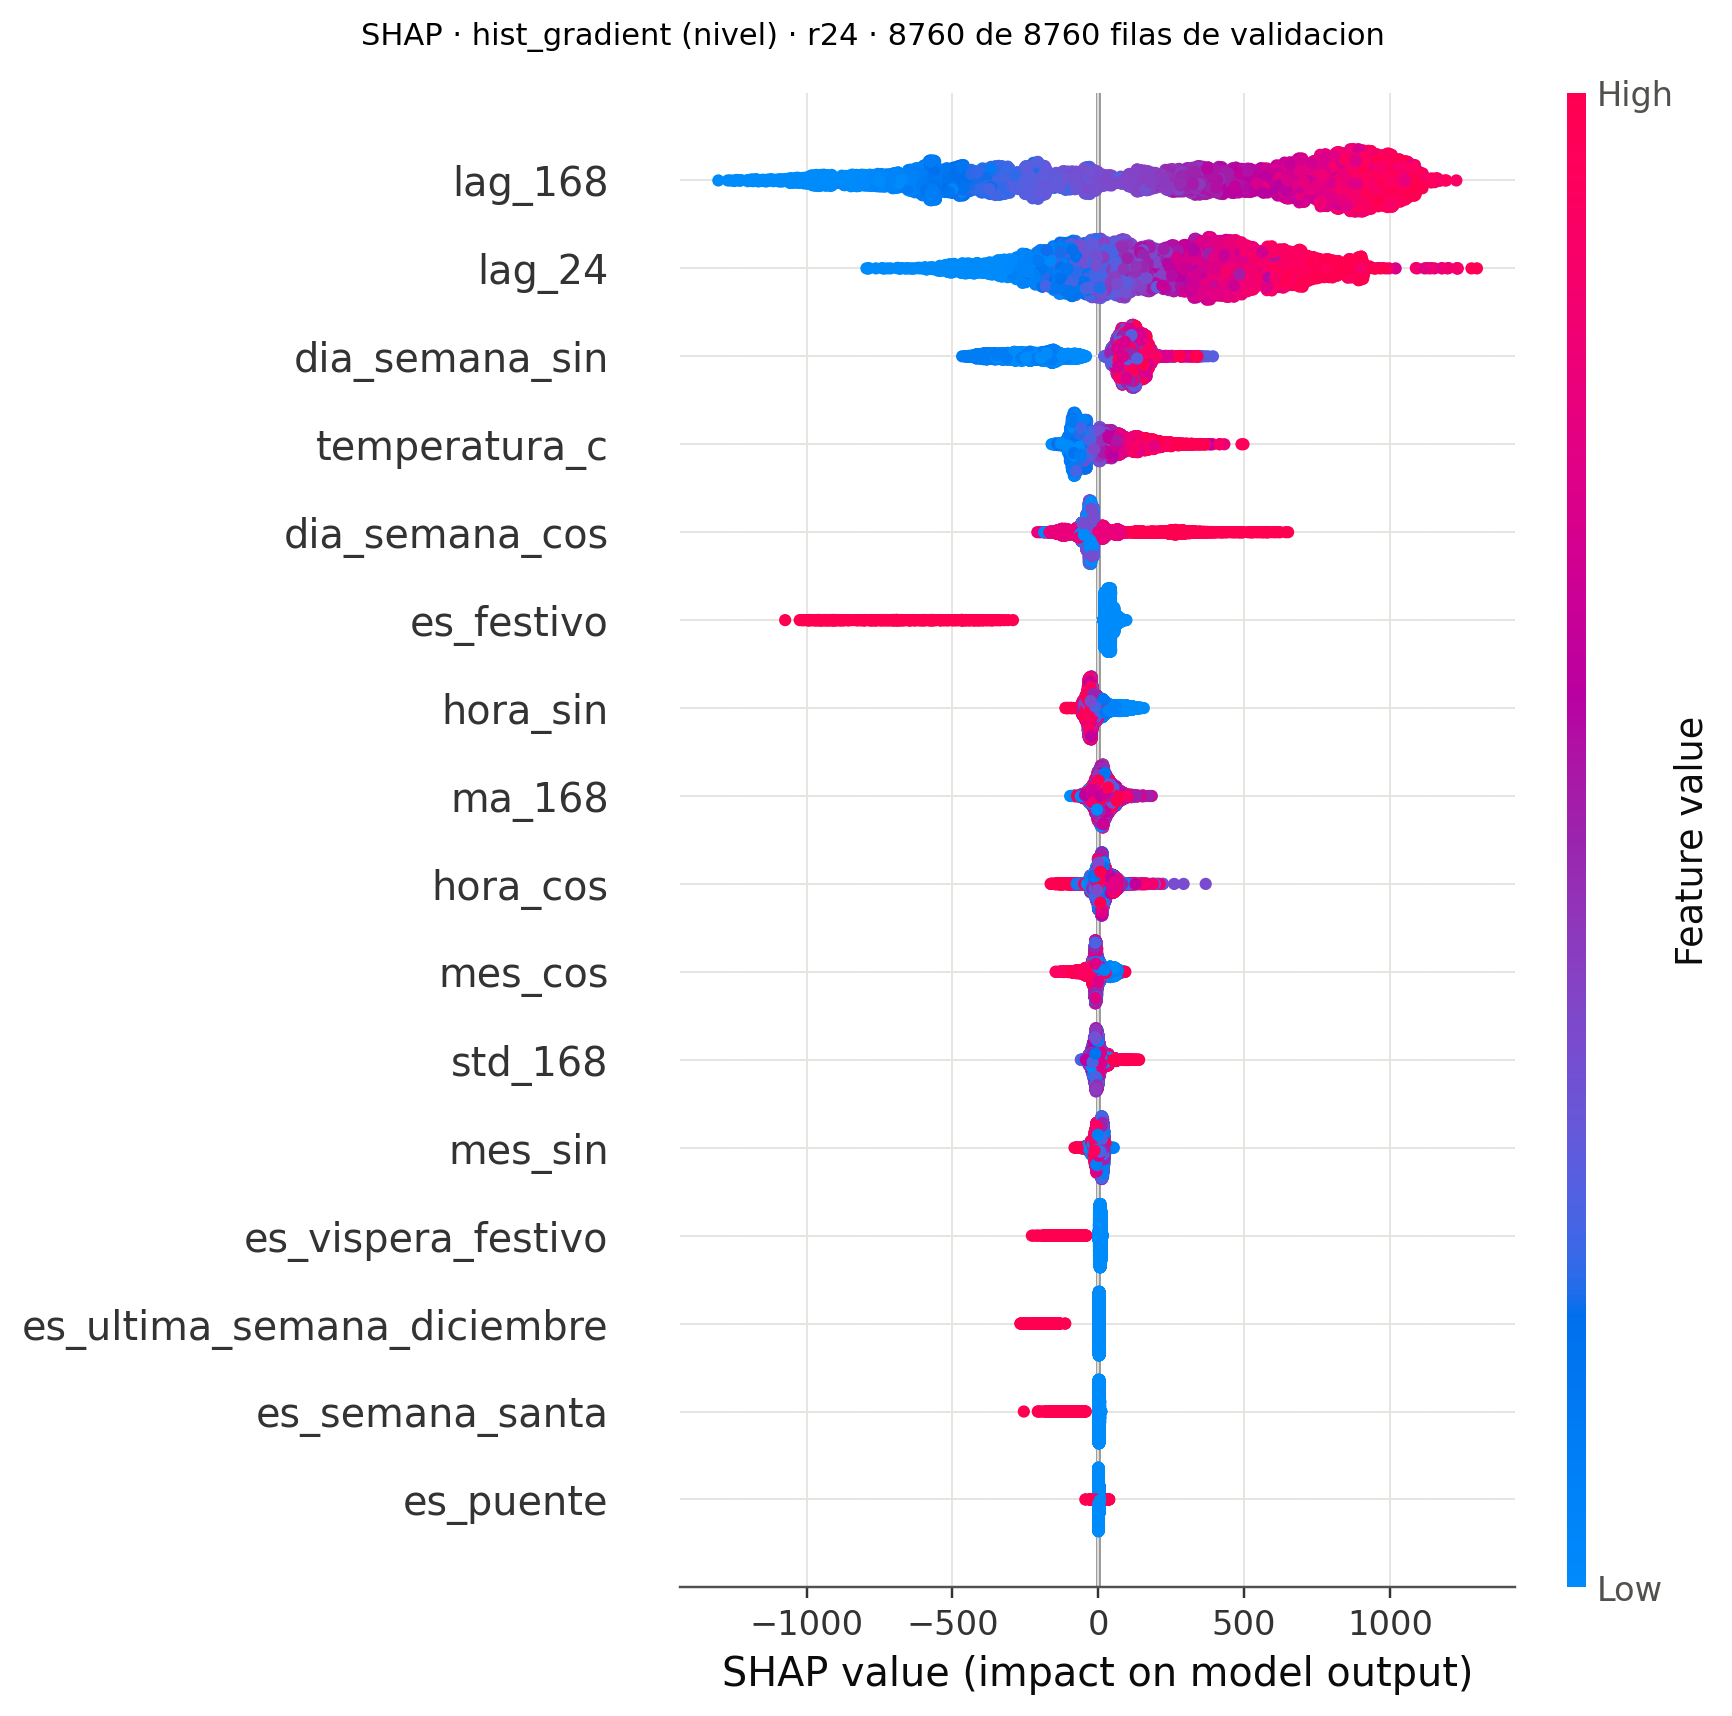 SHAP · hist_gradient (nivel) · r24 · 8760 de 8760 filas de validacion
High
lag_168
lag_24
dia_semana_sin
temperatura_c
dia_semana_cos
es_festivo
hora_sin
ma_168
hora_cos
mes_cos
std_168
mes_sin
es_vispera_festivo
es_ultima_semana_diciembre
es_semana_santa
es_puente
Feature value
Low
−1000 −500 0 500 1000
SHAP value (impact on model output)